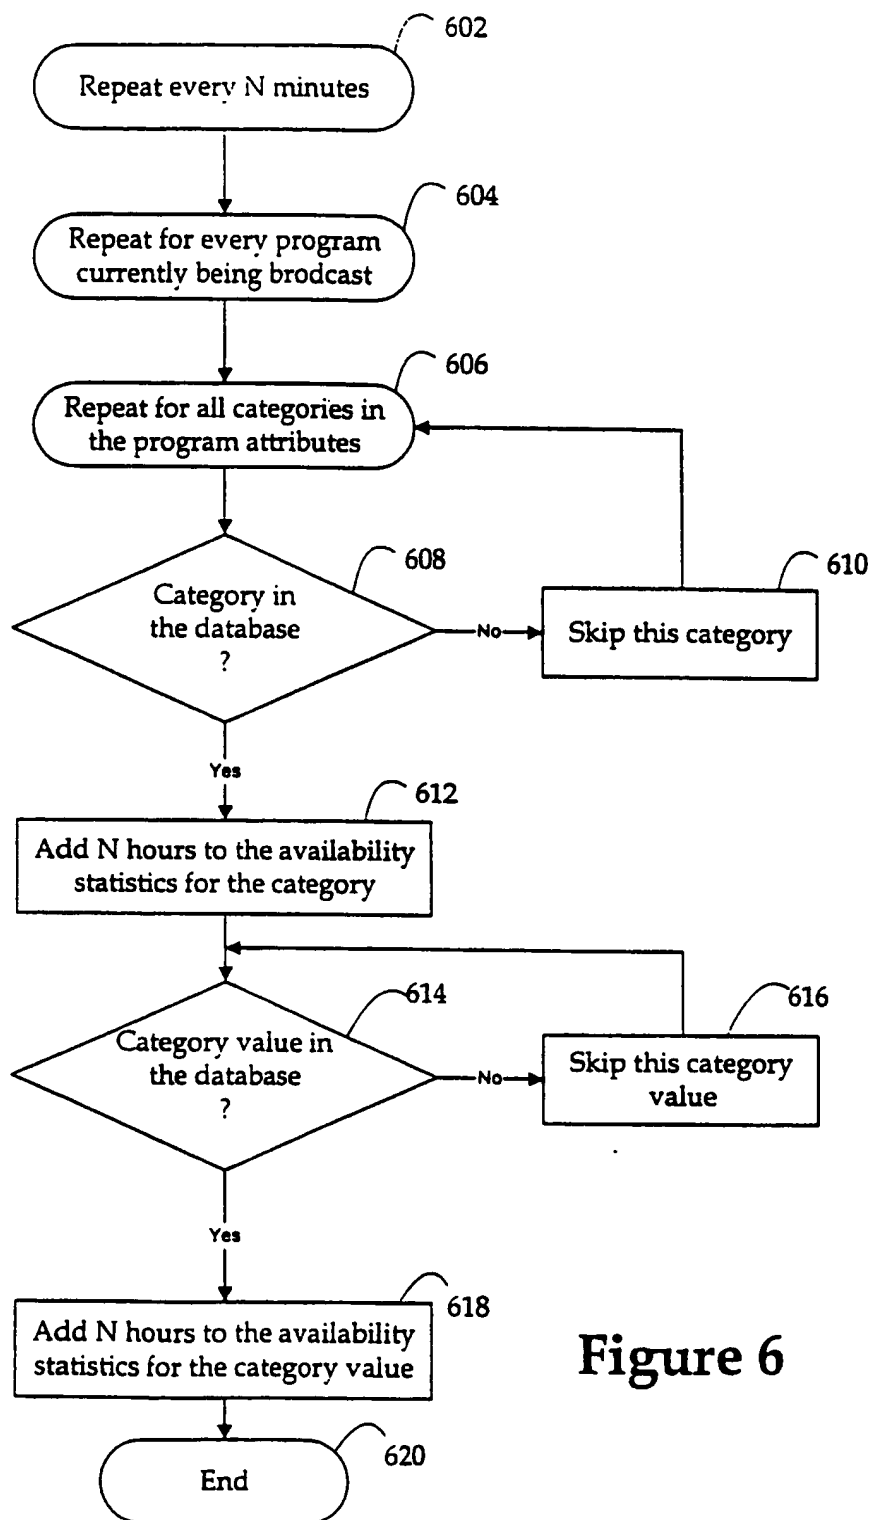 602
Repeat every N minutes
604
Repeat for every program
currently being brodcast
606
Repeat for all categories in
the program attributes
608
Category in
the database
?
No
610
Skip this category
Yes
612
Add N hours to the availability
statistics for the category
614
Category value in
the database
?
No
616
Skip this category
value
Yes
618
Add N hours to the availability
statistics for the category value
Figure 6
620
End